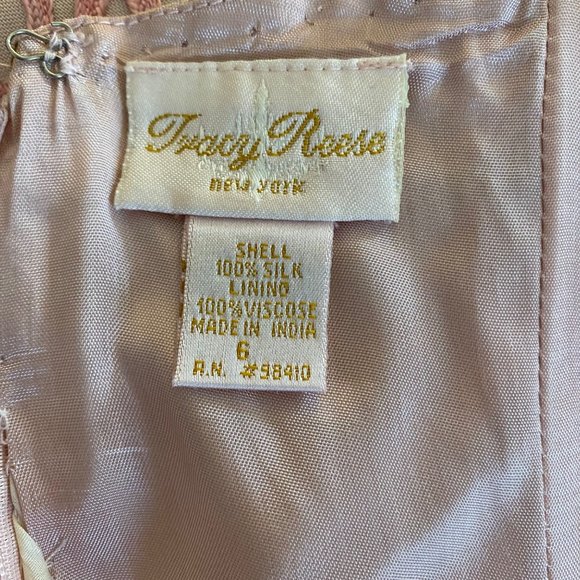 Tracy Reese
new york
SHELL
100% SILK
LINING
100% VISCOSE
MADE IN INDIA
6
R.N. #98410